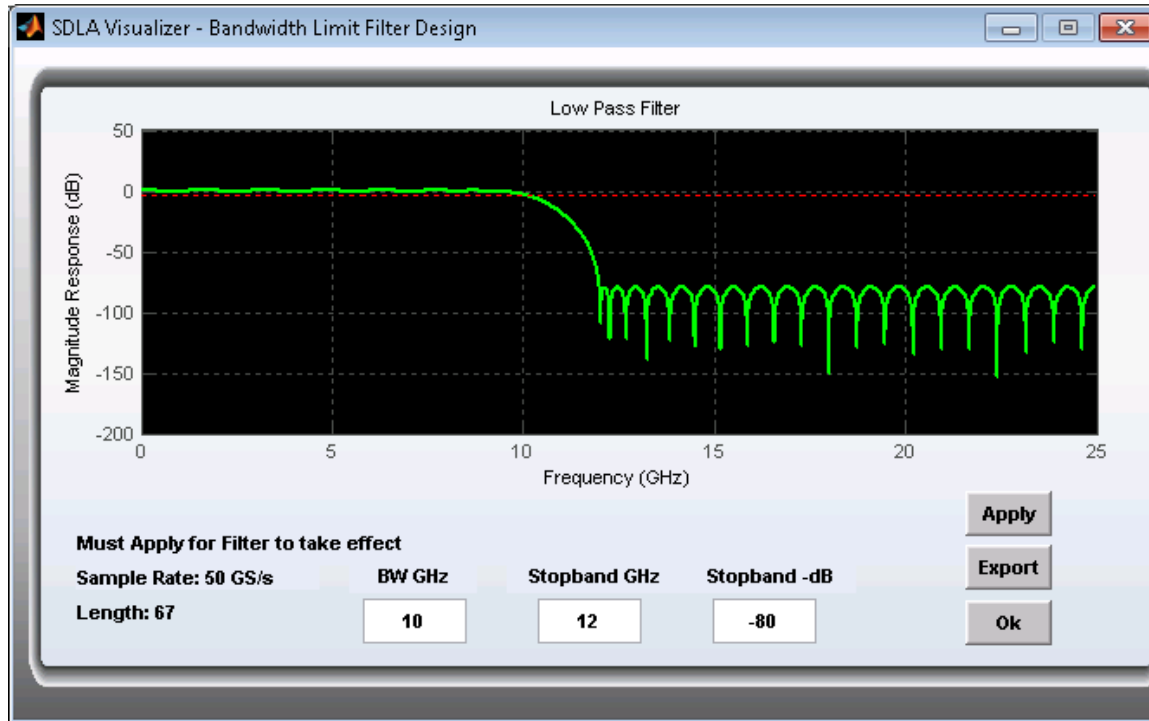 SDLA Visualizer - Bandwidth Limit Filter Design
Low Pass Filter
Magnitude Response (dB)
50
0
-50
-100
-150
-200
0 5 10 15 20 25
Frequency (GHz)
Must Apply for Filter to take effect
Sample Rate: 50 GS/s
Length: 67
BW GHz Stopband GHz Stopband -dB
10 12 -80
Apply
Export
Ok